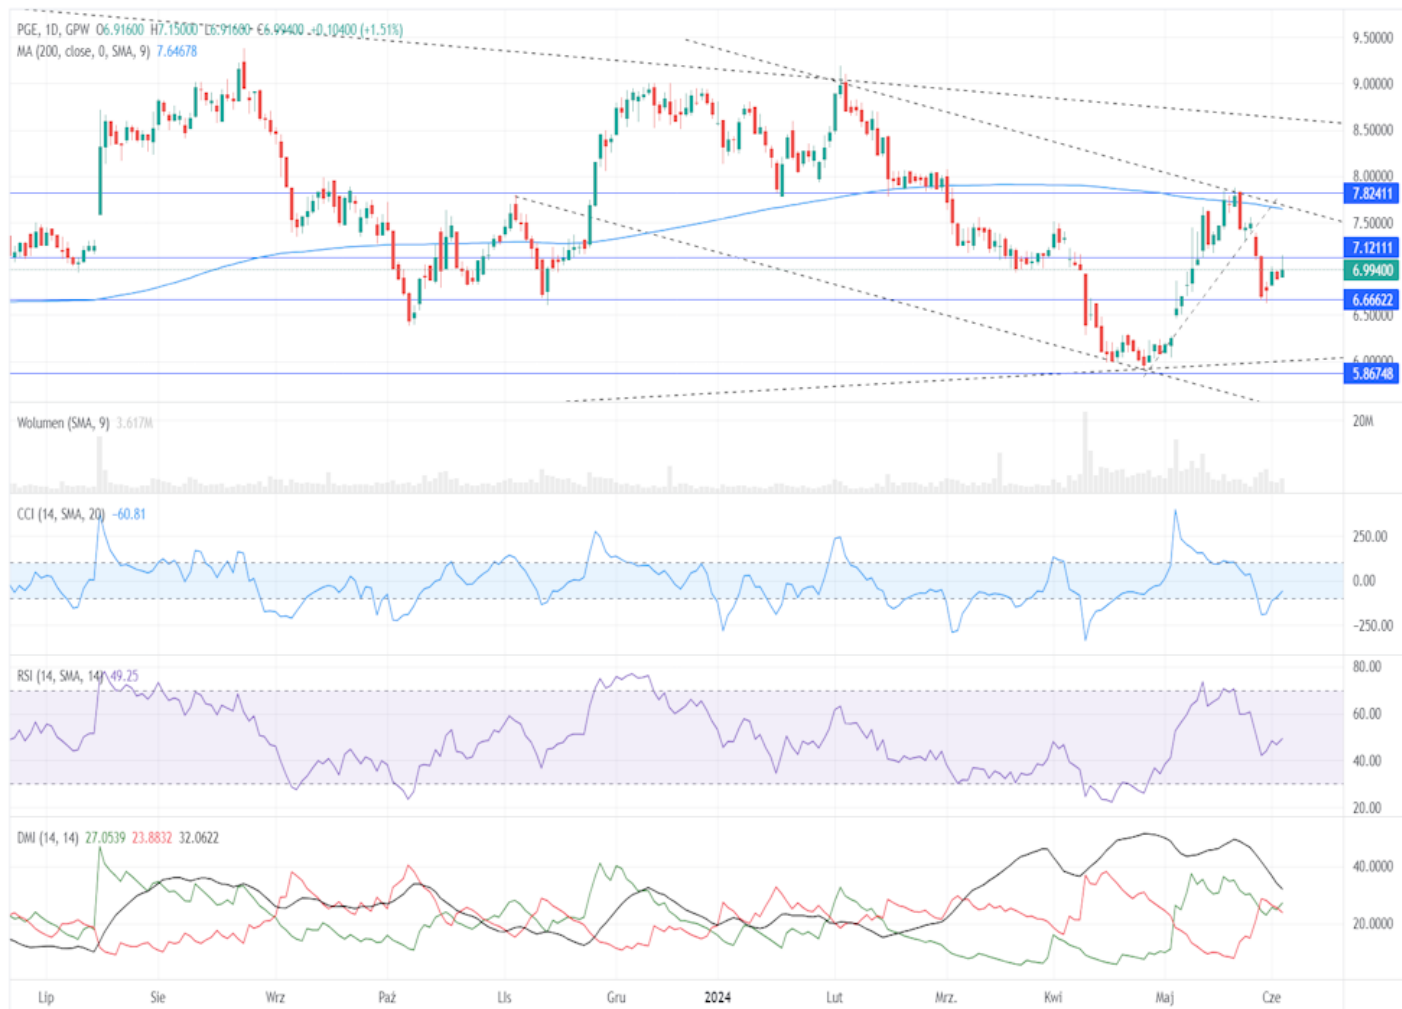 PGE, 1D, GPW O6.91600 H7.15000 L6.91600 C6.99400 +0.10400 (+1.51%)
MA (200, close, 0, SMA, 9) 7.64678
9.50000
9.00000
8.50000
8.00000
7.82411
7.50000
7.12111
6.99400
6.66622
6.50000
6.00000
5.86748
Wolumen (SMA, 9) 3.617M
20M
CCI (14, SMA, 20) −60.81
250.00
0.00
−250.00
RSI (14, SMA, 14) 49.25
80.00
60.00
40.00
20.00
DMI (14, 14) 27.0539 23.8832 32.0622
40.0000
20.0000
Lip Sie Wrz Paź Lis Gru 2024 Lut Mrz. Kwi Maj Cze